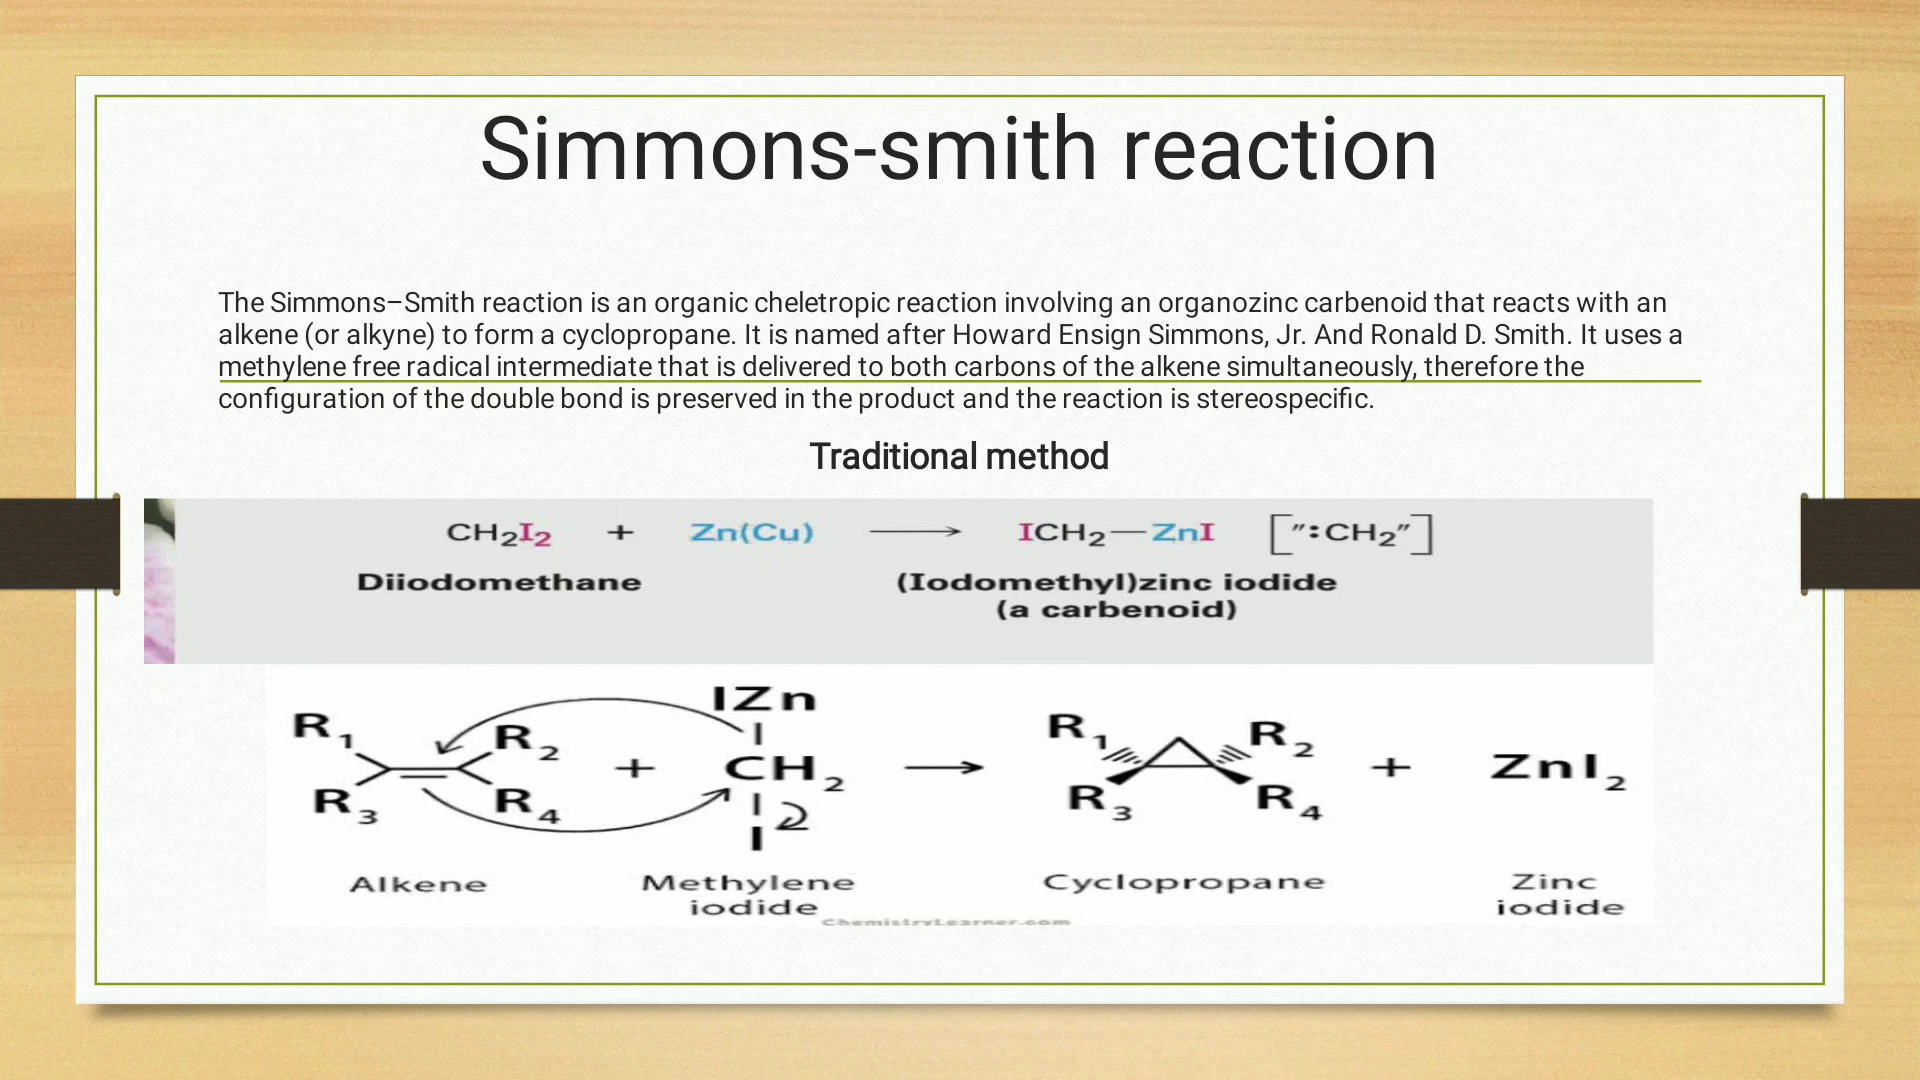 Simmons-smith reaction
The Simmons–Smith reaction is an organic cheletropic reaction involving an organozinc carbenoid that reacts with an
alkene (or alkyne) to form a cyclopropane. It is named after Howard Ensign Simmons, Jr. And Ronald D. Smith. It uses a
methylene free radical intermediate that is delivered to both carbons of the alkene simultaneously, therefore the
configuration of the double bond is preserved in the product and the reaction is stereospecific.
Traditional method
CH₂I₂ + Zn(Cu) ⟶ ICH₂—ZnI [":CH₂"]
Diiodomethane (Iodomethyl)zinc iodide
(a carbenoid)
IZn
R₁ R₂ R₁ R₂
+ CH₂ → + ZnI₂
R₃ R₄ R₃ R₄
I
Alkene Methylene Cyclopropane Zinc
iodide iodide
ChemistryLearner.com